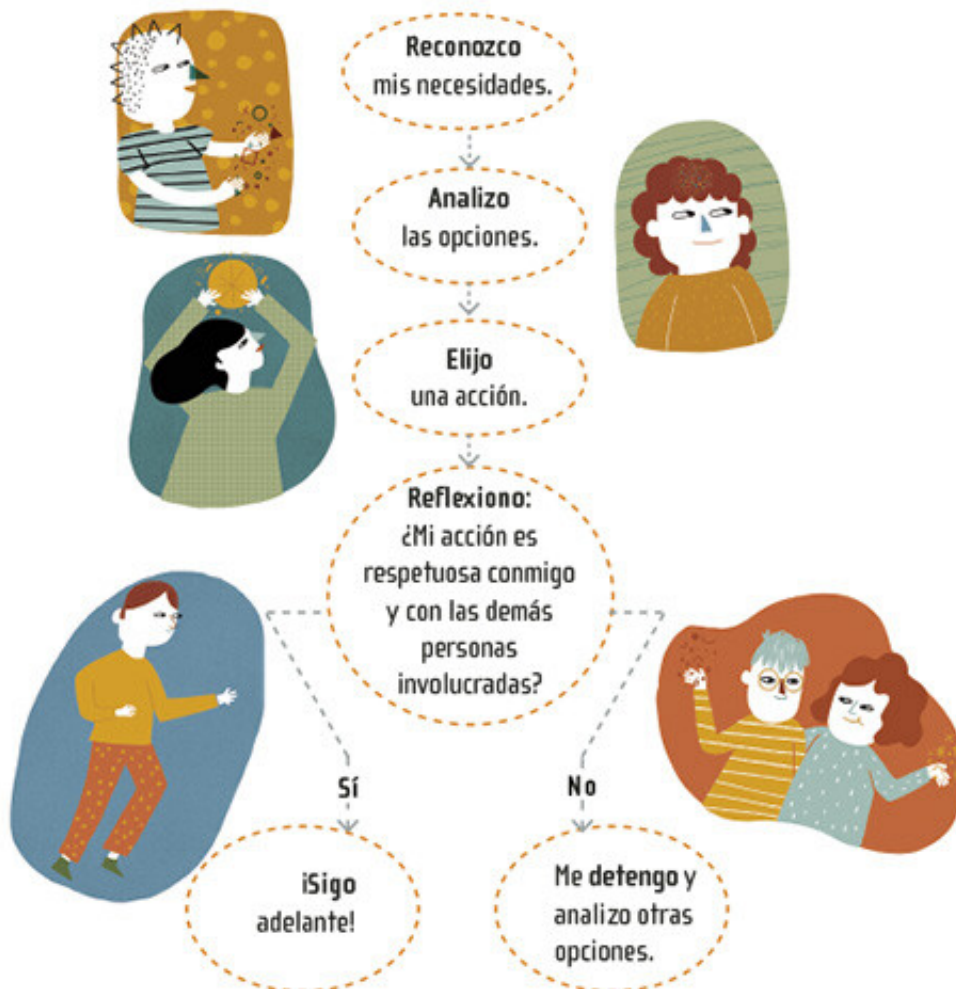 Reconozco
mis necesidades.
Analizo
las opciones.
Elijo
una acción.
Reflexiono:
¿Mi acción es
respetuosa conmigo
y con las demás
personas
involucradas?
Sí
No
¡Sigo
adelante!
Me detengo y
analizo otras
opciones.